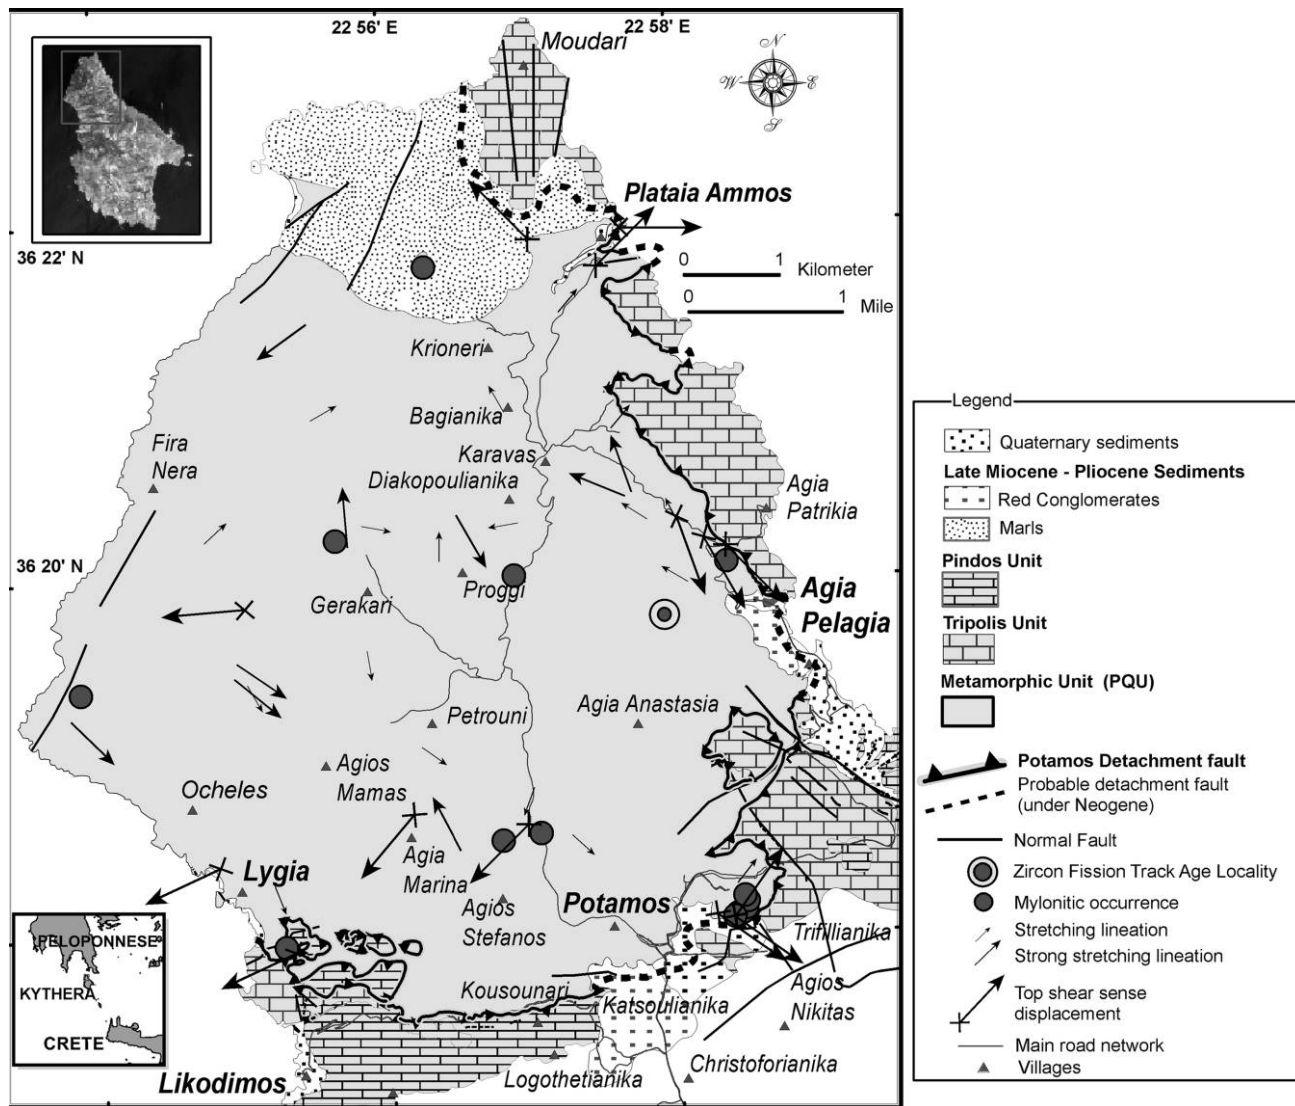 22 56' E
22 58' E
Moudari
N
W
E
S
Plataia Ammos
36 22' N
0
1
Kilometer
0
1
Mile
Krioneri
Bagianika
Fira
Nera
Karavas
Diakopoulianika
Agia
Patrikia
36 20' N
Gerakari
Proggi
Agia
Pelagia
Petrouni
Agia Anastasia
Agios
Mamas
Ocheles
Agia
Marina
Lygia
Agios
Stefanos
Potamos
Trifillianika
Agios
Nikitas
Kousounari
Katsoulianika
Christoforianika
Logothetianika
Likodimos
PELOPONNESE
KYTHERA
CRETE
Legend
Quaternary sediments
Late Miocene - Pliocene Sediments
Red Conglomerates
Marls
Pindos Unit
Tripolis Unit
Metamorphic Unit (PQU)
Potamos Detachment fault
Probable detachment fault
(under Neogene)
Normal Fault
Zircon Fission Track Age Locality
Mylonitic occurrence
Stretching lineation
Strong stretching lineation
Top shear sense
displacement
Main road network
Villages